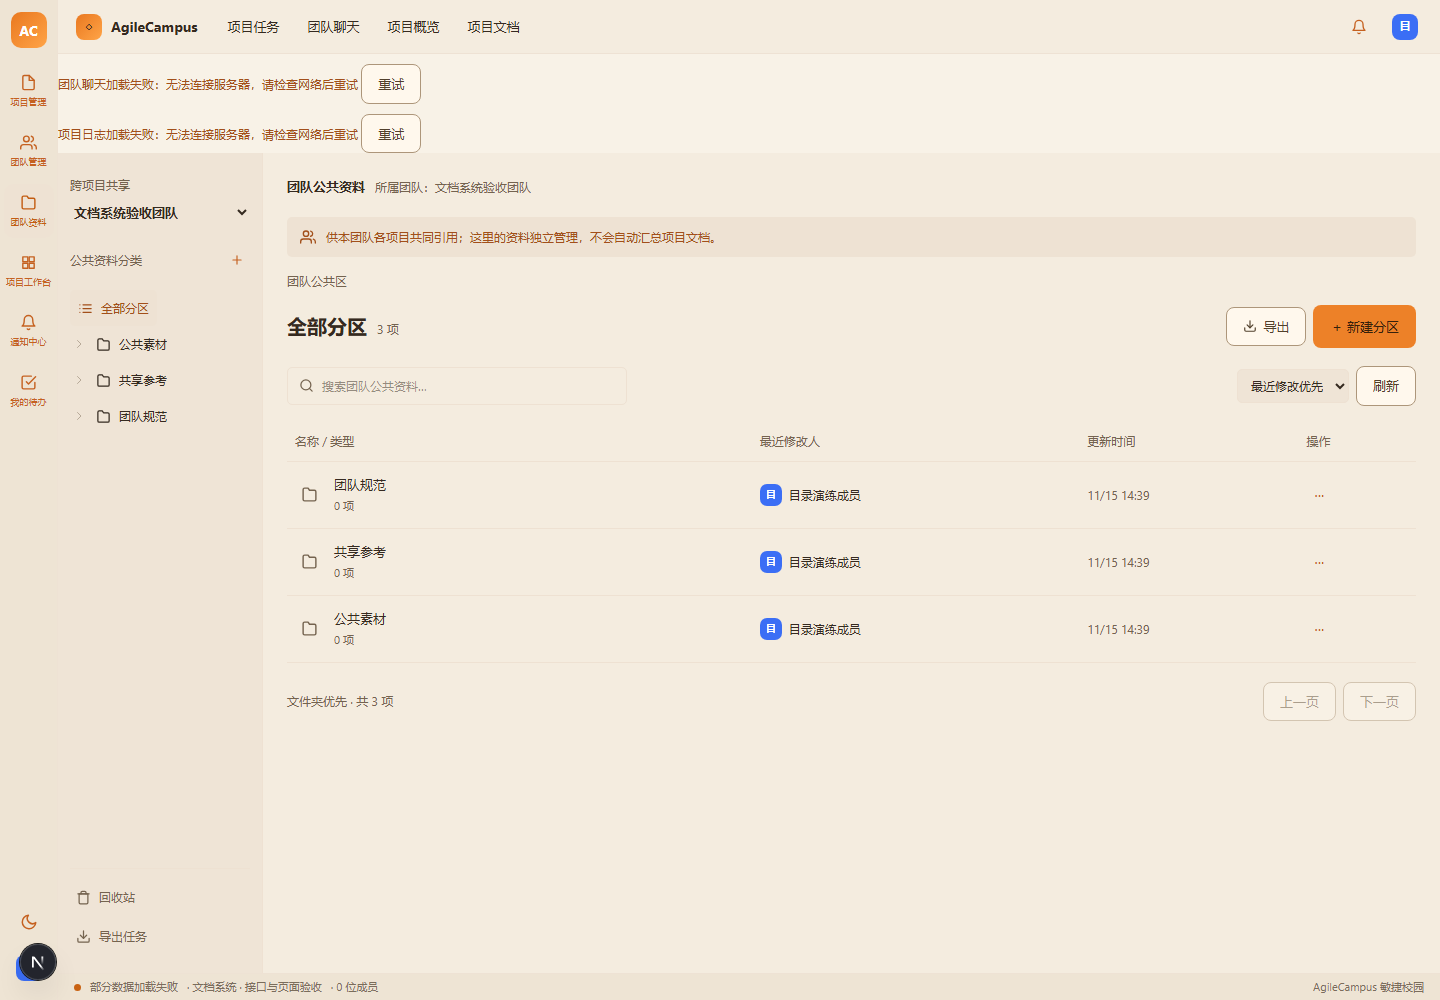 AC
AgileCampus
项目任务
团队聊天
项目概览
项目文档
目
项目管理
团队管理
团队资料
项目工作台
通知中心
我的待办
团队聊天加载失败：无法连接服务器，请检查网络后重试
重试
项目日志加载失败：无法连接服务器，请检查网络后重试
重试
跨项目共享
文档系统验收团队
公共资料分类
+
全部分区
公共素材
共享参考
团队规范
回收站
导出任务
团队公共资料 所属团队：文档系统验收团队
供本团队各项目共同引用；这里的资料独立管理，不会自动汇总项目文档。
团队公共区
全部分区 3 项
导出
+ 新建分区
搜索团队公共资料...
最近修改优先
刷新
名称 / 类型 最近修改人 更新时间 操作
团队规范
0 项
目 目录演练成员 11/15 14:39 ...
共享参考
0 项
目 目录演练成员 11/15 14:39 ...
公共素材
0 项
目 目录演练成员 11/15 14:39 ...
文件夹优先 · 共 3 项
上一页
下一页
N
部分数据加载失败 · 文档系统 · 接口与页面验收 · 0 位成员
AgileCampus 敏捷校园